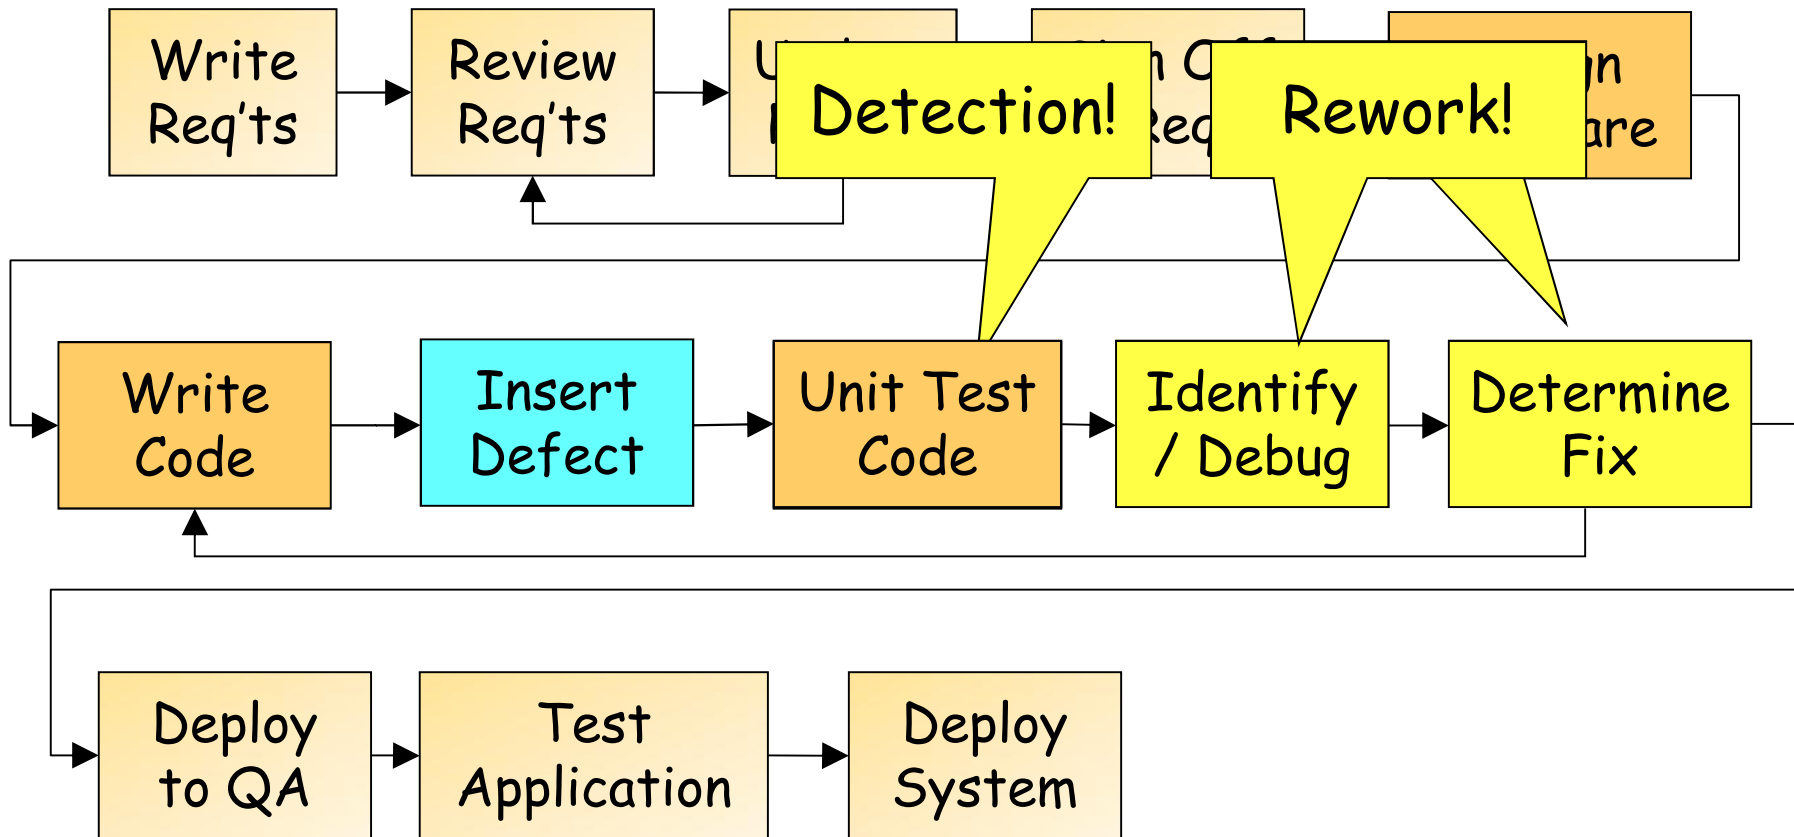 Write
Req'ts
Review
Req'ts
Detection!
Rework!
Write
Code
Insert
Defect
Unit Test
Code
Identify
/ Debug
Determine
Fix
Deploy
to QA
Test
Application
Deploy
System